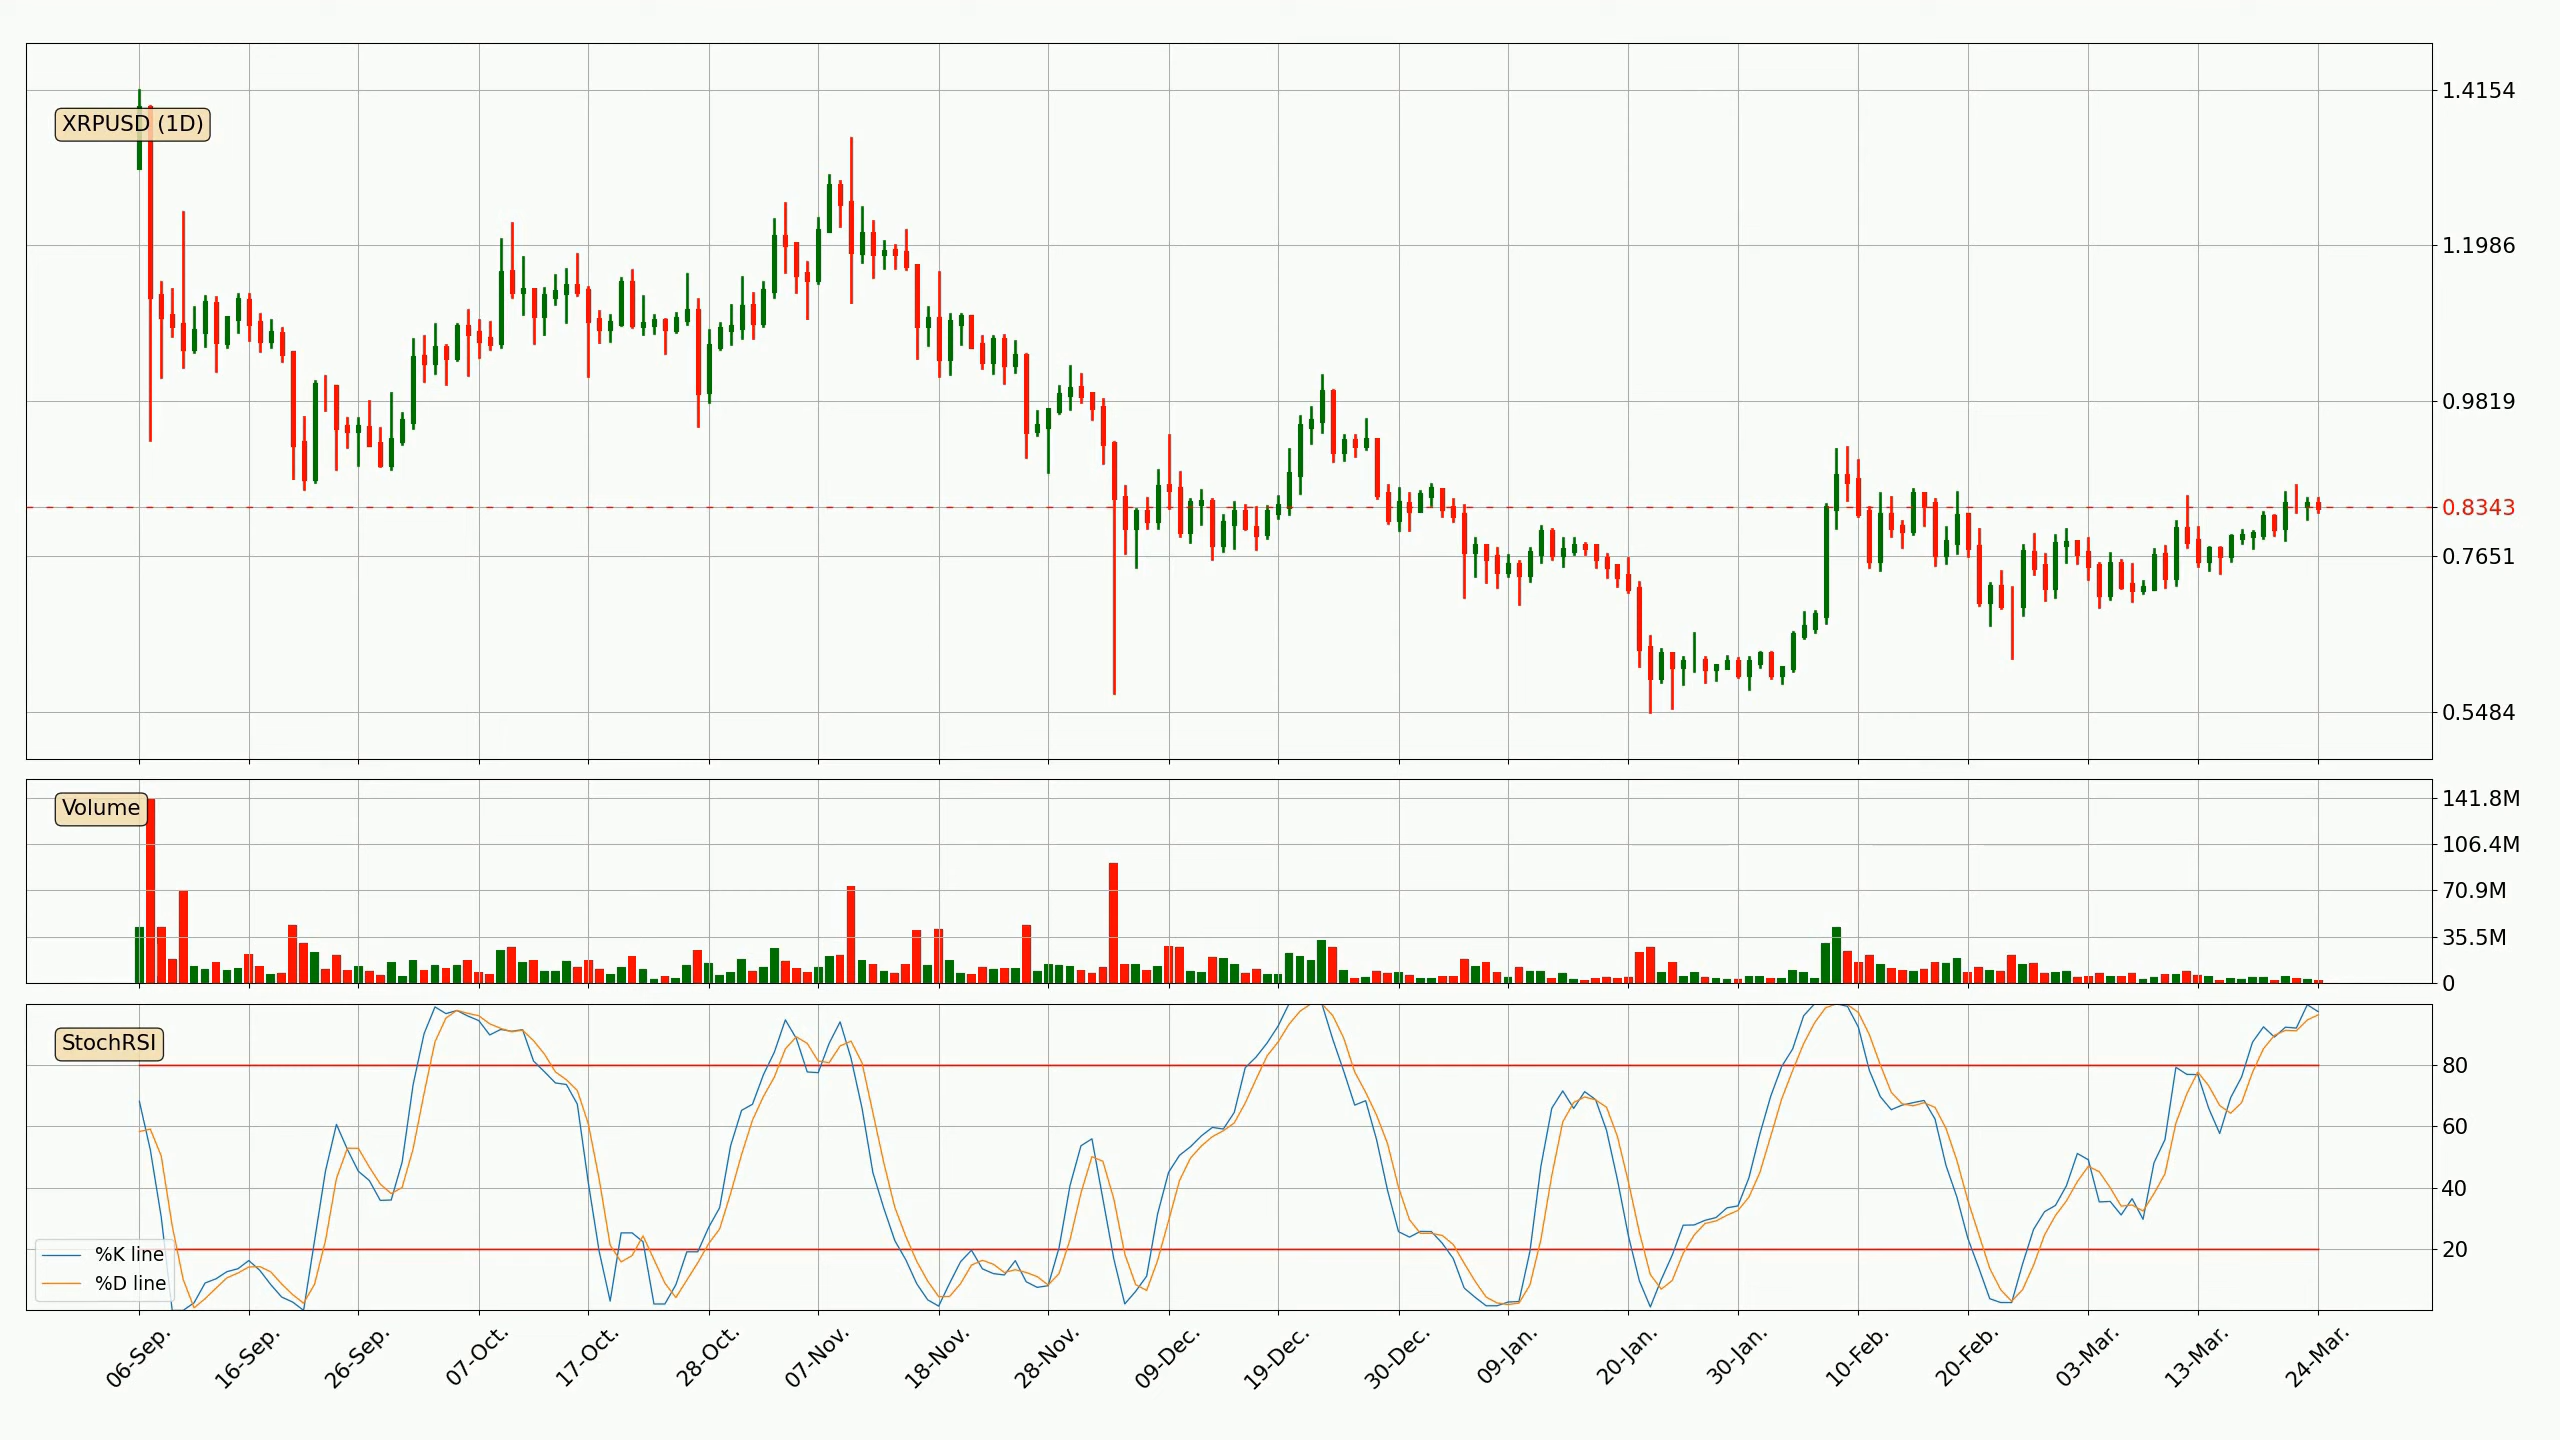 XRPUSD (1D)
1.4154
1.1986
0.9819
0.8343
0.7651
0.5484
Volume
141.8M
106.4M
70.9M
35.5M
0
StochRSI
80
60
40
20
%K line
%D line
06-Sep.
16-Sep.
26-Sep.
07-Oct.
17-Oct.
28-Oct.
07-Nov.
18-Nov.
28-Nov.
09-Dec.
19-Dec.
30-Dec.
09-Jan.
20-Jan.
30-Jan.
10-Feb.
20-Feb.
03-Mar.
13-Mar.
24-Mar.